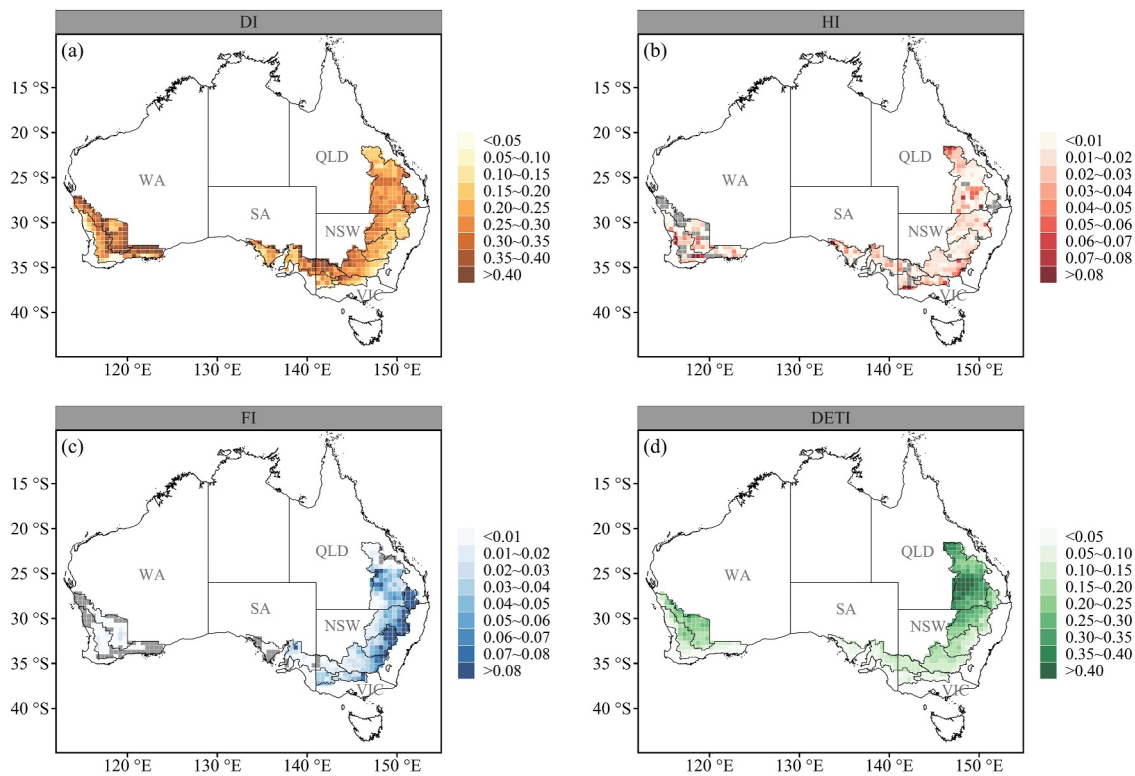 DI
(a)
15 °S
20 °S
25 °S
30 °S
35 °S
40 °S
WA
SA
QLD
NSW
VIC
120 °E
130 °E
140 °E
150 °E
<0.05
0.05~0.10
0.10~0.15
0.15~0.20
0.20~0.25
0.25~0.30
0.30~0.35
0.35~0.40
>0.40
HI
(b)
15 °S
20 °S
25 °S
30 °S
35 °S
40 °S
WA
SA
QLD
NSW
VIC
120 °E
130 °E
140 °E
150 °E
<0.01
0.01~0.02
0.02~0.03
0.03~0.04
0.04~0.05
0.05~0.06
0.06~0.07
0.07~0.08
>0.08
FI
(c)
15 °S
20 °S
25 °S
30 °S
35 °S
40 °S
WA
SA
QLD
NSW
VIC
120 °E
130 °E
140 °E
150 °E
<0.01
0.01~0.02
0.02~0.03
0.03~0.04
0.04~0.05
0.05~0.06
0.06~0.07
0.07~0.08
>0.08
DETI
(d)
15 °S
20 °S
25 °S
30 °S
35 °S
40 °S
WA
SA
QLD
NSW
VIC
120 °E
130 °E
140 °E
150 °E
<0.05
0.05~0.10
0.10~0.15
0.15~0.20
0.20~0.25
0.25~0.30
0.30~0.35
0.35~0.40
>0.40